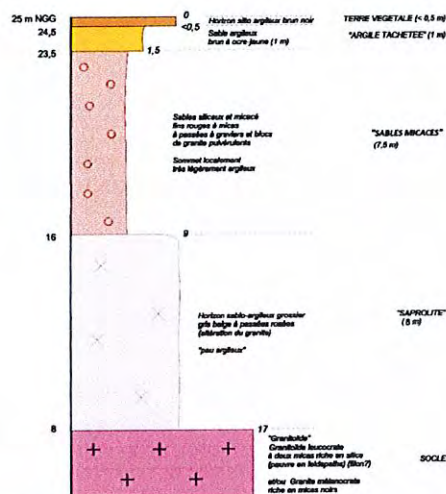 25 m NGG
0
Horizon silto argileux brun noir
TERRE VEGETALE (< 0,5 m)
<0,5
24,5
Sable argileux
brun à ocre jaune (1 m)
"ARGILE TACHETÉE" (1 m)
23,5
1,5
Sables siliceux et micacé
fins rouges à micas
à passées à graviers et blocs
de granite pulvérulents
"SABLES MICACES"
(7,5 m)
Sommet localement
très légèrement argileux
16
9
Horizon sablo-argileux grossier
gris beige à passées rosées
(altération du granite)
"SAPROLITE"
(8 m)
"peu argileux"
8
17
"Granitoïde"
Granitoïde leucocrate
à deux micas riche en silice
(pauvre en feldspaths) (filon?)
SOCLE
et/ou Granite mélanocrate
riche en micas noirs